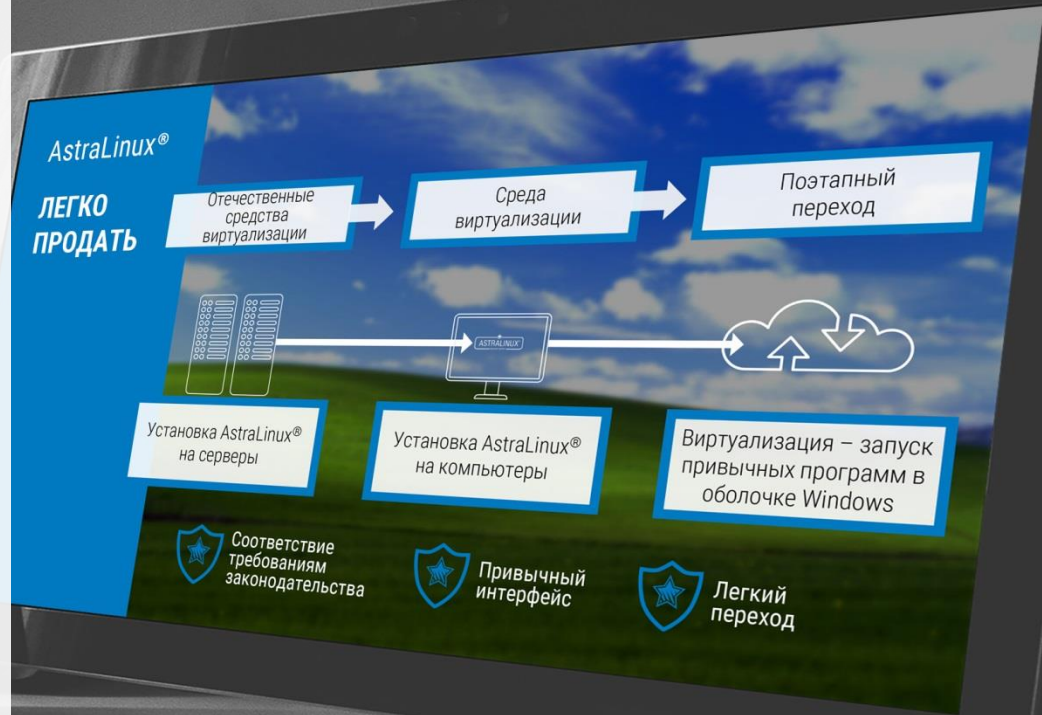 AstraLinux®
ЛЕГКО
ПРОДАТЬ
Отечественные
средства
виртуализации
Среда
виртуализации
Поэтапный
переход
ASTRALINUX
Установка AstraLinux®
на серверы
Установка AstraLinux®
на компьютеры
Виртуализация – запуск
привычных программ в
оболочке Windows
Соответствие
требованиям
законодательства
Привычный
интерфейс
Легкий
переход